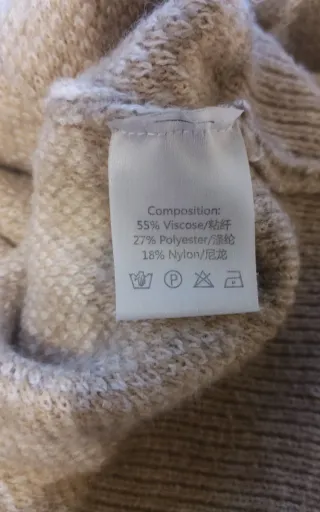 Composition:
55% Viscose/粘纤
27% Polyester/涤纶
18% Nylon/尼龙
P